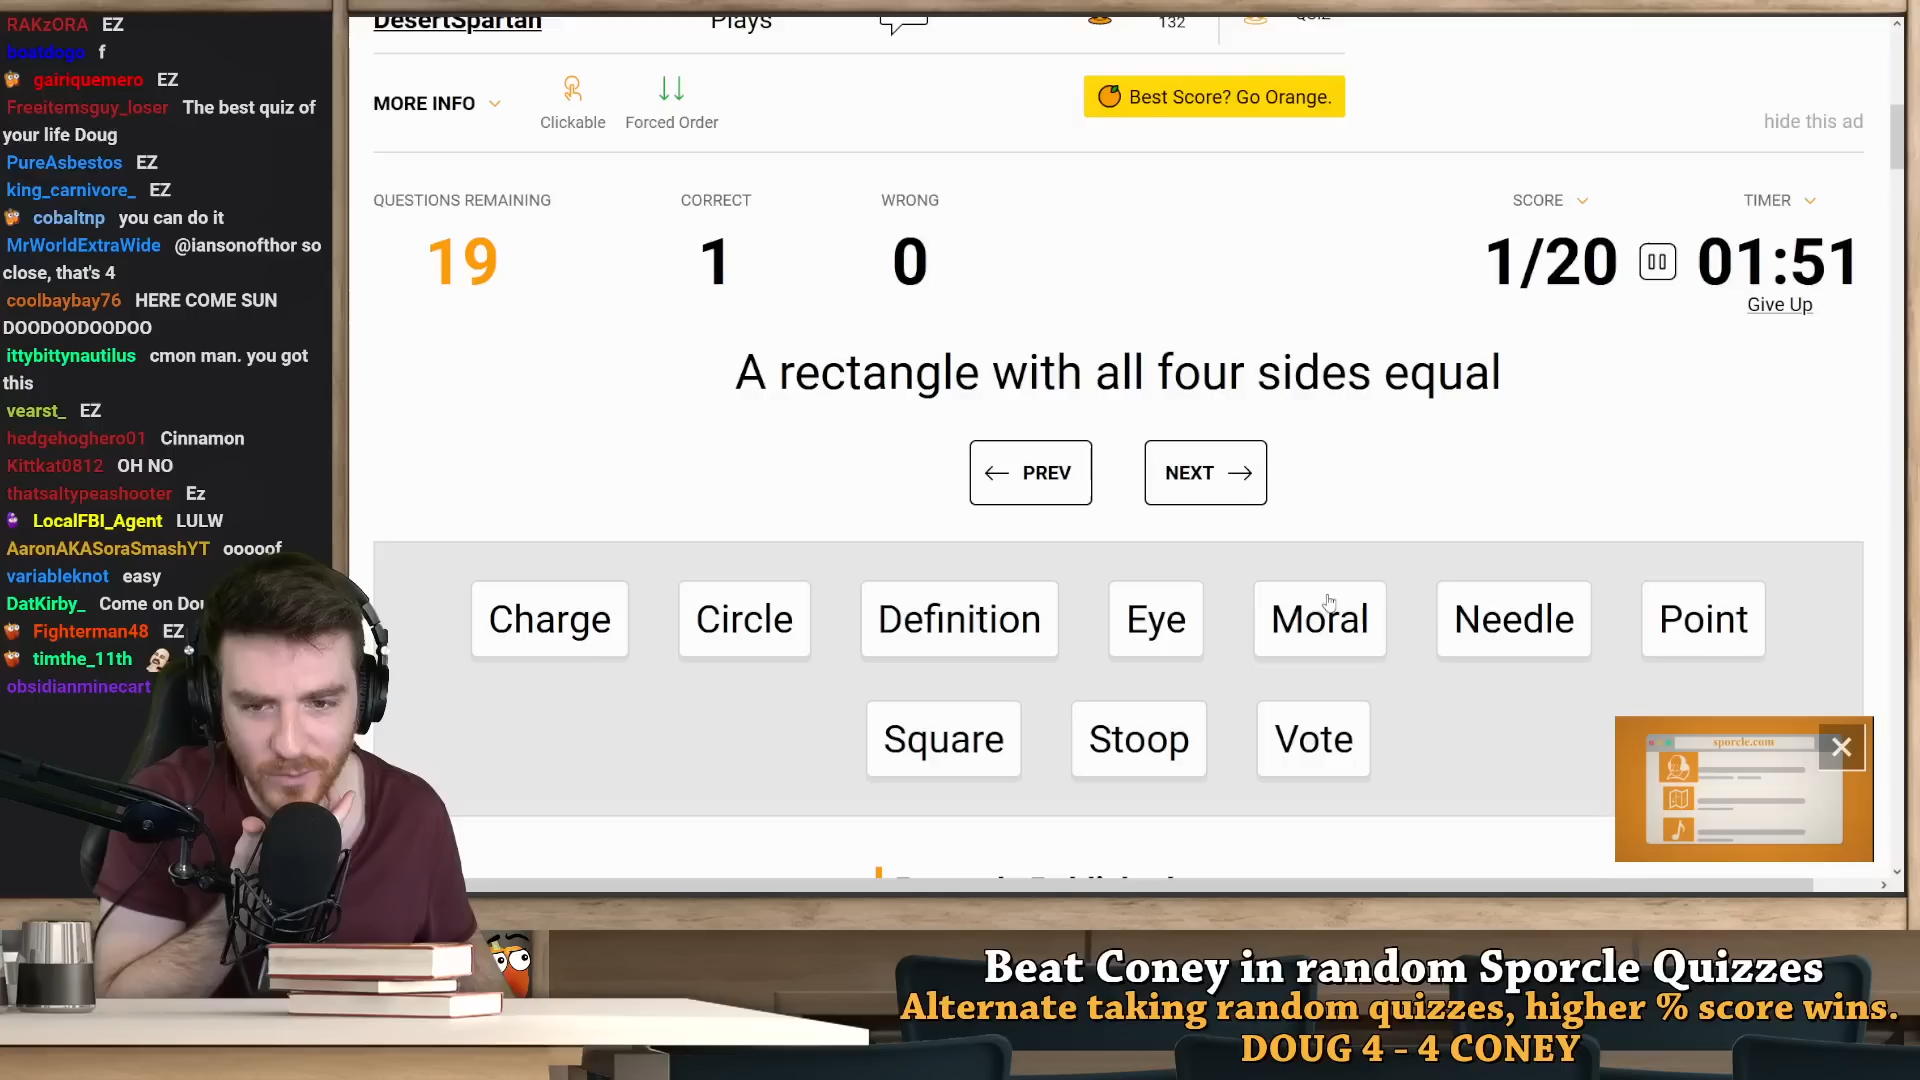 RAKzORA EZ
boatdogo f
gairiquemero EZ
Freeitemsguy_loser The best quiz of
your life Doug
PureAsbestos EZ
king_carnivore_ EZ
cobaltnp you can do it
MrWorldExtraWide @iansonofthor so
close, that's 4
coolbaybay76 HERE COME SUN
DOODOODOODOO
ittybittynautilus cmon man. you got
this
vearst_ EZ
hedgehoghero01 Cinnamon
Kittkat0812 OH NO
thatsaltypeashooter Ez
LocalFBI_Agent LULW
AaronAKASoraSmashYT ooooof
variableknot easy
DatKirby_ Come on Dou
Fighterman48 EZ
timthe_11th
obsidianminecart
DesertSpartan
Plays
132
QUIZ
MORE INFO
Clickable
Forced Order
Best Score? Go Orange.
hide this ad
QUESTIONS REMAINING
19
CORRECT
1
WRONG
0
SCORE
1/20
TIMER
01:51
Give Up
A rectangle with all four sides equal
PREV
NEXT
Charge
Circle
Definition
Eye
Moral
Needle
Point
Square
Stoop
Vote
sporcle.com
Beat Coney in random Sporcle Quizzes
Alternate taking random quizzes, higher % score wins.
DOUG 4 - 4 CONEY